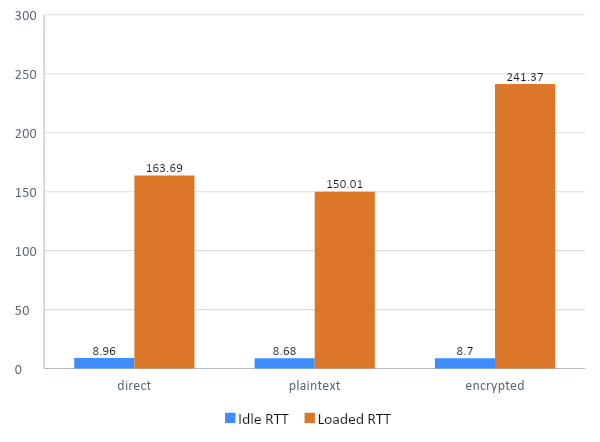 300
250
200
150
100
50
0
163.69
150.01
241.37
8.96
8.68
8.7
direct
plaintext
encrypted
Idle RTT
Loaded RTT